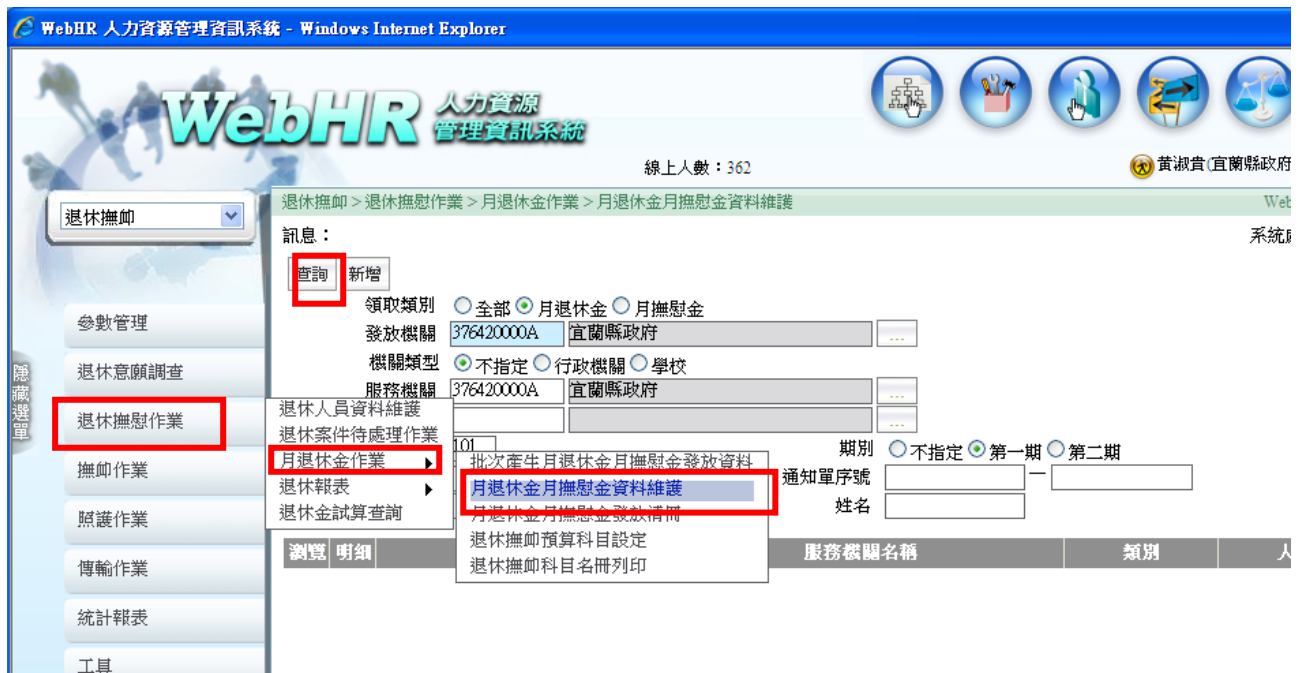 WebHR 人力資源管理資訊系統 - Windows Internet Explorer
WebHR 人力資源
管理資訊系統
線上人數：362
黃淑貴(宜蘭縣政府
退休撫卹
退休撫卹 > 退休撫慰作業 > 月退休金作業 > 月退休金月撫慰金資料維護
Web
訊息：
系統
查詢 新增
領取類別 全部 月退休金 月撫慰金
發放機關 376420000A 宜蘭縣政府 ...
機關類型 不指定 行政機關 學校
服務機關 376420000A 宜蘭縣政府 ...
...
101
期別 不指定 第一期 第二期
通知單序號 —
姓名
隱藏選單
參數管理
退休意願調查
退休撫慰作業
撫卹作業
照護作業
傳輸作業
統計報表
工具
退休人員資料維護
退休案件待處理作業
月退休金作業
退休報表
退休金試算查詢
批次產生月退休金月撫慰金發放資料
月退休金月撫慰金資料維護
月退休金月撫慰金發放清冊
退休撫卹預算科目設定
退休撫卹科目名冊列印
瀏覽 明細 服務機關名稱 類別 人